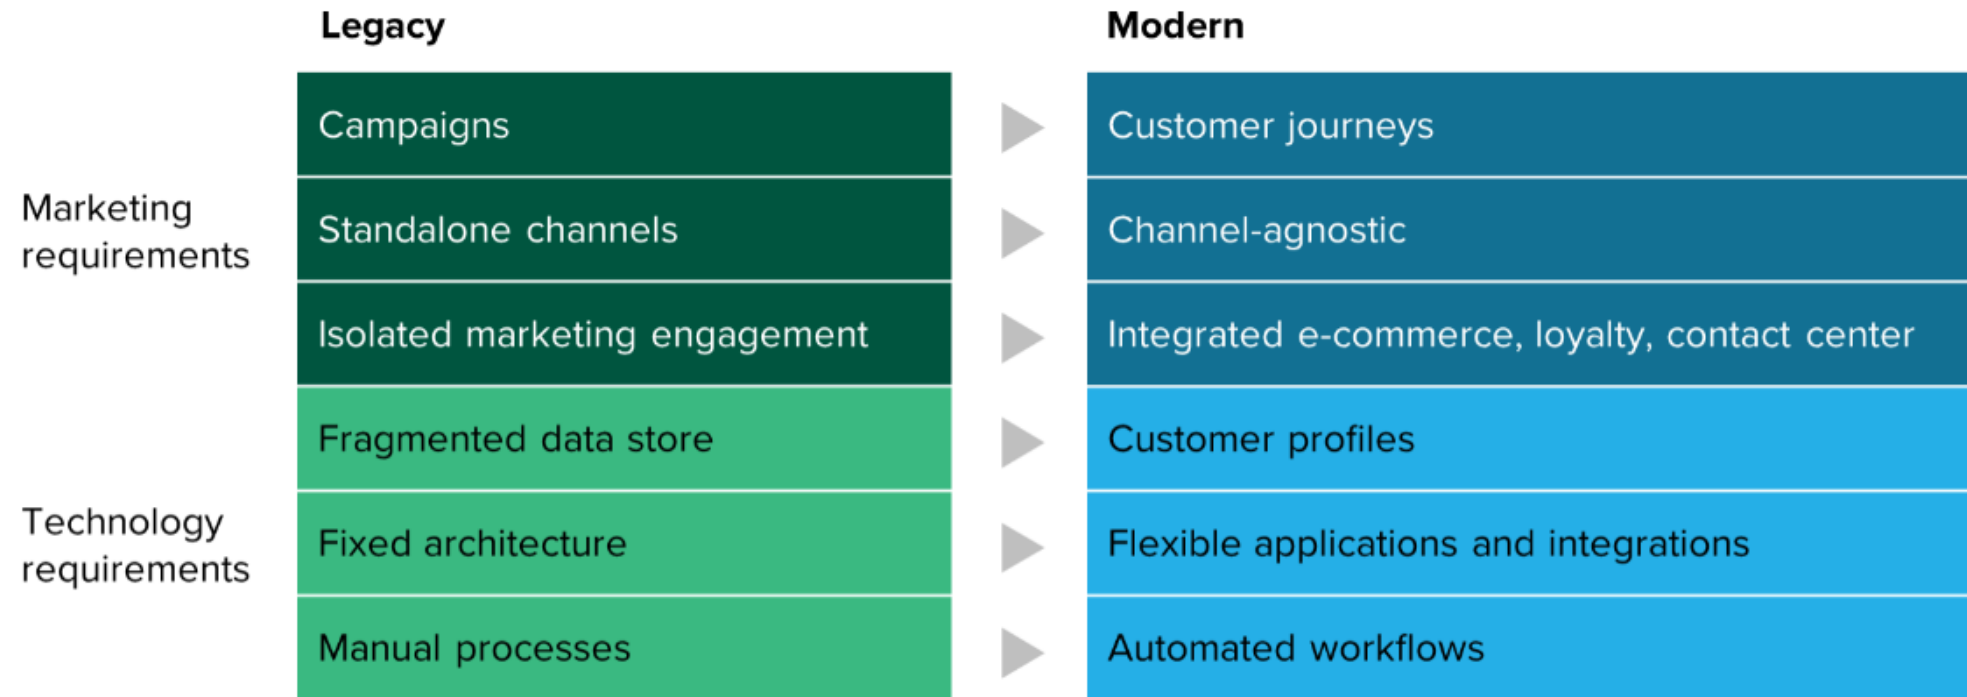 Legacy
Modern
Marketing
requirements
Campaigns
Customer journeys
Standalone channels
Channel-agnostic
Isolated marketing engagement
Integrated e-commerce, loyalty, contact center
Technology
requirements
Fragmented data store
Customer profiles
Fixed architecture
Flexible applications and integrations
Manual processes
Automated workflows